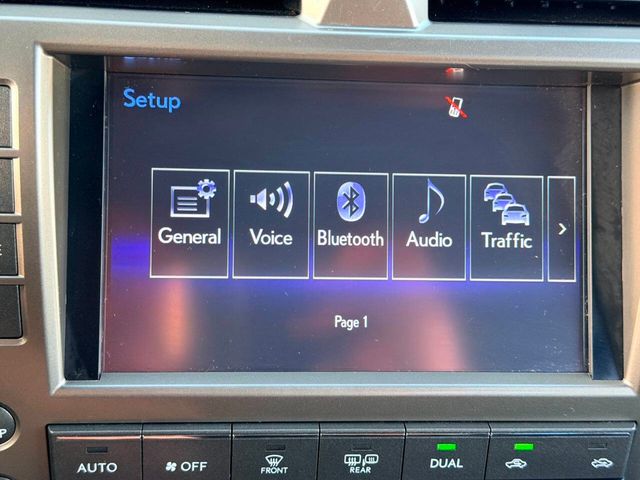 Setup
General
Voice
Bluetooth
Audio
Traffic
>
Page 1
AUTO
OFF
FRONT
REAR
DUAL